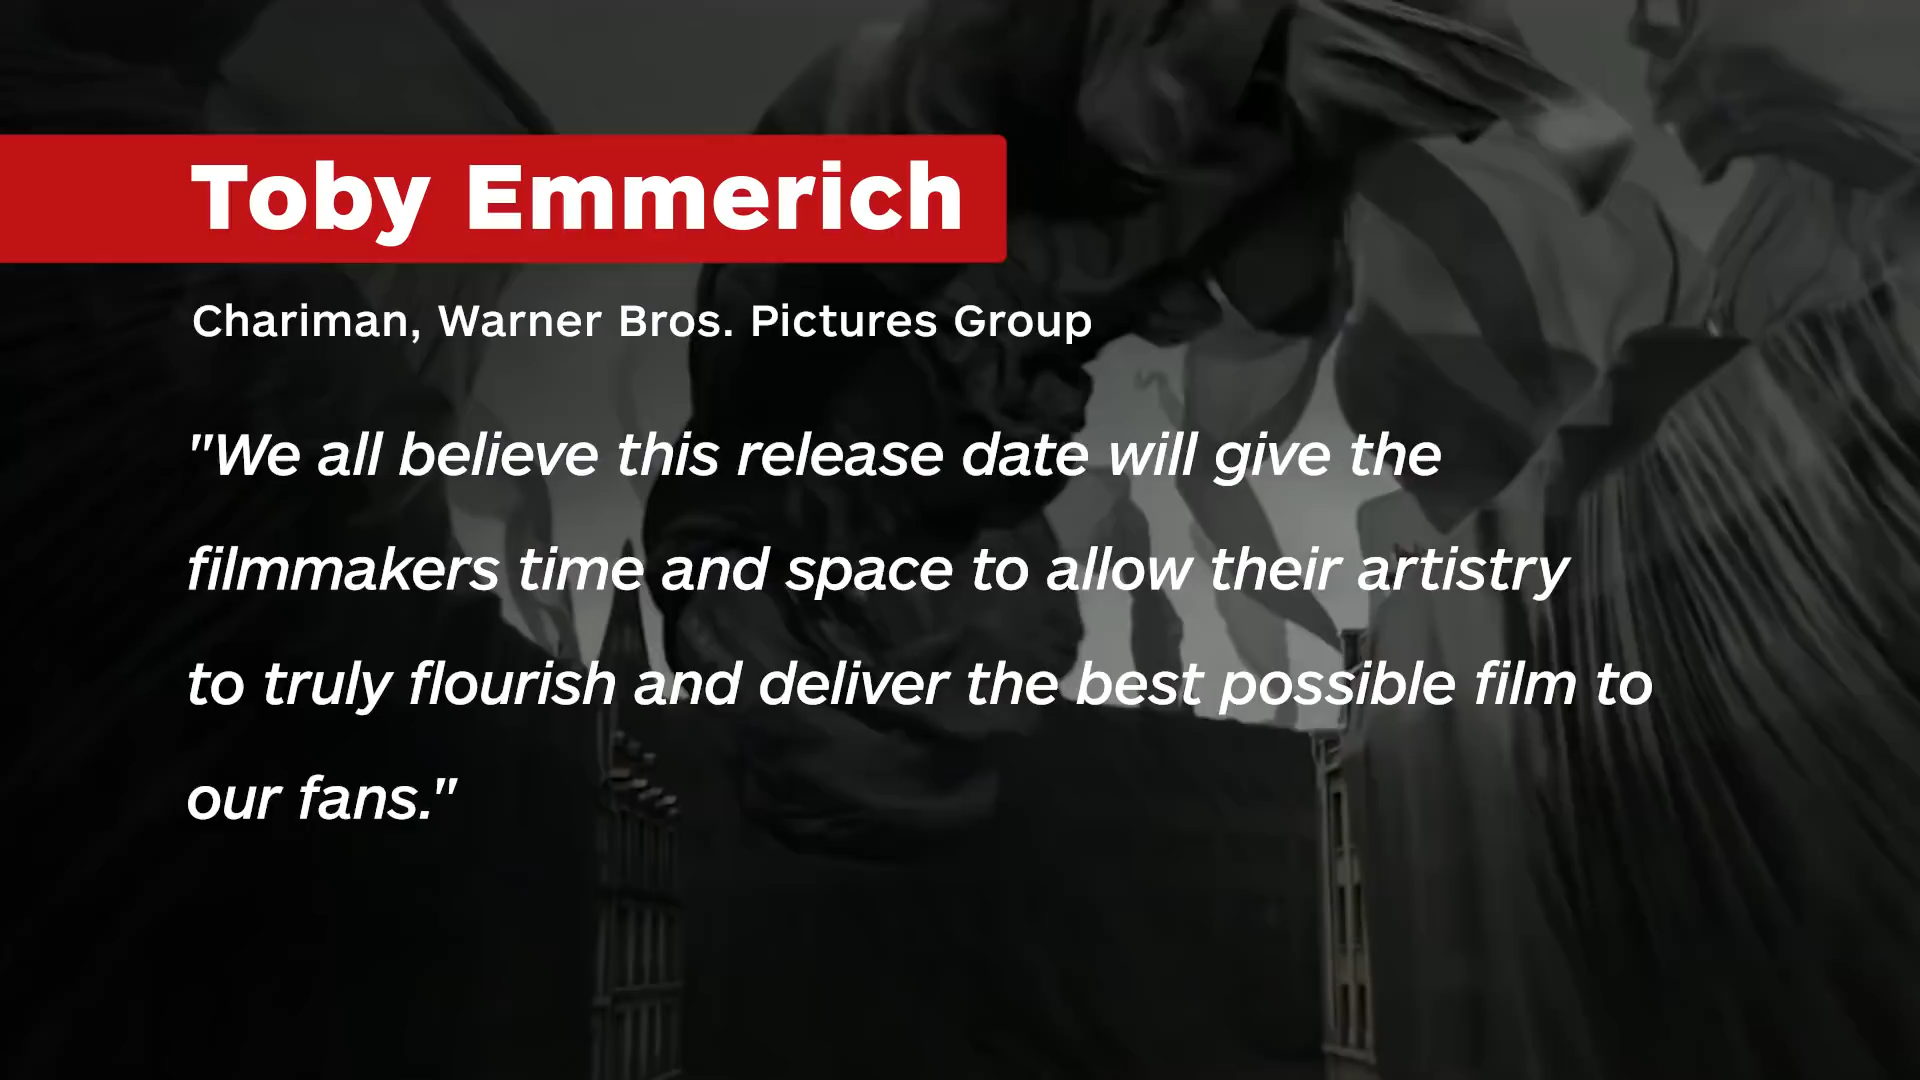 Toby Emmerich
Chariman, Warner Bros. Pictures Group
"We all believe this release date will give the
filmmakers time and space to allow their artistry
to truly flourish and deliver the best possible film to
our fans."